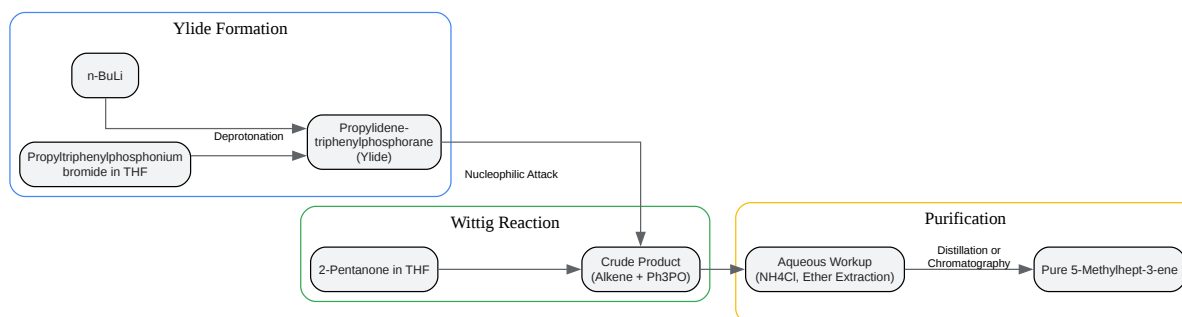 Ylide Formation
n-BuLi
Deprotonation
Propyltriphenylphosphonium
bromide in THF
Propylidene-
triphenylphosphorane
(Ylide)
Nucleophilic Attack
Wittig Reaction
2-Pentanone in THF
Crude Product
(Alkene + Ph3PO)
Purification
Aqueous Workup
(NH4Cl, Ether Extraction)
Distillation or
Chromatography
Pure 5-Methylhept-3-ene